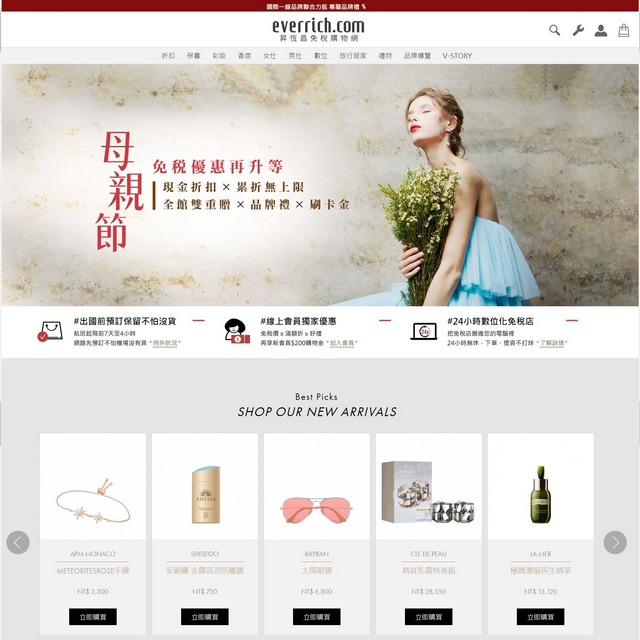 國際一線品牌聯合力挺 專屬品牌禮 %
everrich.com
昇恆昌免稅購物網
折扣 保養 彩妝 香氛 女仕 男仕 數位 旅行居家 禮物 品牌導覽 V-STORY
母親節
免稅優惠再升等
現金折扣 × 累折無上限
全館雙重贈 × 品牌禮 × 刷卡金
#出國前預訂保留不怕沒貨
航班起飛前7天至4小時
網路先預訂不怕機場沒有貨 *例外狀況*
#線上會員獨家優惠
免稅價 x 滿額折 x 好禮
再享新會員$200購物金 *加入會員*
#24小時數位化免稅店
24h
把免稅店搬進您的電腦裡
24小時無休．下單、提貨不打烊 *了解詳情*
Best Picks
SHOP OUR NEW ARRIVALS
ANESSA
APM MONACO
METEORITESROSE手鍊
NT$ 3,300
立即購買
SHISEIDO
安耐曬 金鑽高效防曬露
NT$ 750
立即購買
RAYBAN
太陽眼鏡
NT$ 6,800
立即購買
CLE DE PEAU
精質乳霜特惠組
NT$ 28,350
立即購買
LA MER
極緻濃縮再生精華
NT$ 15,120
立即購買